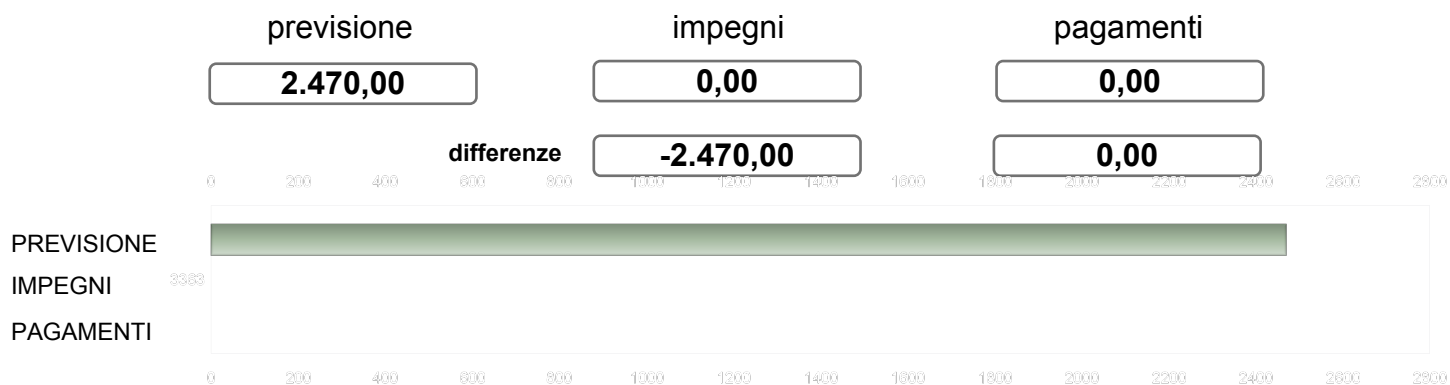 previsione impegni pagamenti
2.470,00 0,00 0,00
differenze -2.470,00 0,00
0 200 400 600 800 1000 1200 1400 1600 1800 2000 2200 2400 2600 2800
PREVISIONE
3363
IMPEGNI
PAGAMENTI
0 200 400 600 800 1000 1200 1400 1600 1800 2000 2200 2400 2600 2800